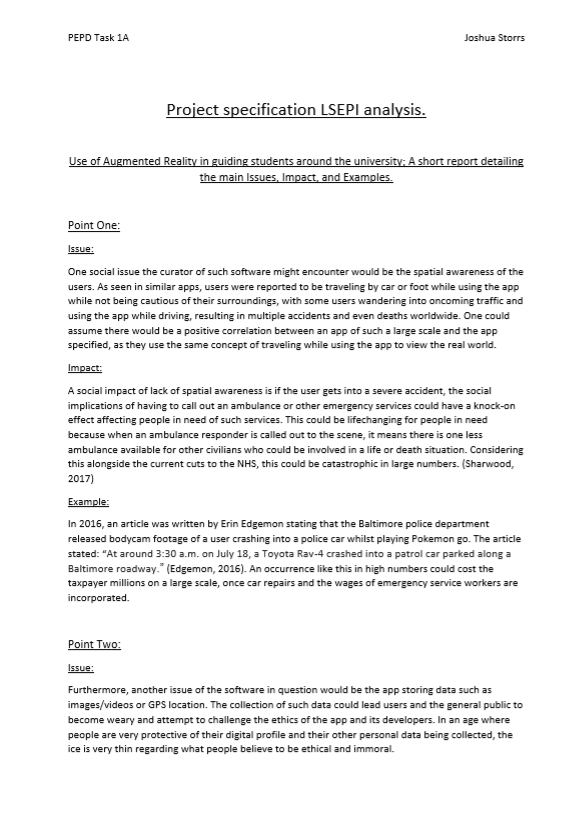 PEPD Task 1A
Joshua Storrs
Project specification LSEPI analysis.
Use of Augmented Reality in guiding students around the university; A short report detailing
the main Issues, Impact, and Examples.
Point One:
Issue:
One social issue the curator of such software might encounter would be the spatial awareness of the
users. As seen in similar apps, users were reported to be traveling by car or foot while using the app
while not being cautious of their surroundings, with some users wandering into oncoming traffic and
using the app while driving, resulting in multiple accidents and even deaths worldwide. One could
assume there would be a positive correlation between an app of such a large scale and the app
specified, as they use the same concept of traveling while using the app to view the real world.
Impact:
A social impact of lack of spatial awareness is if the user gets into a severe accident, the social
implications of having to call out an ambulance or other emergency services could have a knock-on
effect affecting people in need of such services. This could be lifechanging for people in need
because when an ambulance responder is called out to the scene, it means there is one less
ambulance available for other civilians who could be involved in a life or death situation. Considering
this alongside the current cuts to the NHS, this could be catastrophic in large numbers. (Sharwood,
2017)
Example:
In 2016, an article was written by Erin Edgemon stating that the Baltimore police department
released bodycam footage of a user crashing into a police car whilst playing Pokemon go. The article
stated: “At around 3:30 a.m. on July 18, a Toyota Rav-4 crashed into a patrol car parked along a
Baltimore roadway.” (Edgemon, 2016). An occurrence like this in high numbers could cost the
taxpayer millions on a large scale, once car repairs and the wages of emergency service workers are
incorporated.
Point Two:
Issue:
Furthermore, another issue of the software in question would be the app storing data such as
images/videos or GPS location. The collection of such data could lead users and the general public to
become weary and attempt to challenge the ethics of the app and its developers. In an age where
people are very protective of their digital profile and their other personal data being collected, the
ice is very thin regarding what people believe to be ethical and immoral.